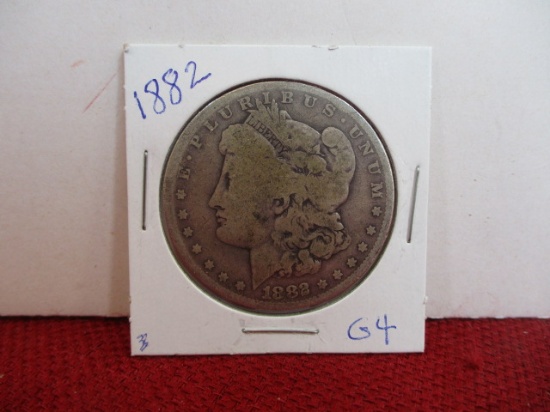 1882
E · PLURIBUS · UNUM
LIBERTY
1882
G4